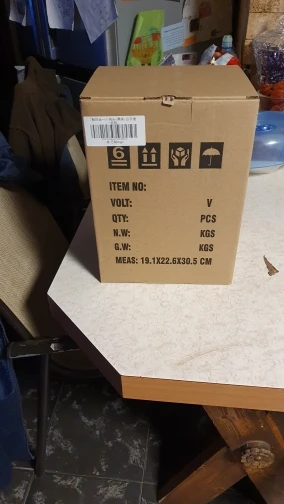 6
ITEM NO:
VOLT: V
QTY: PCS
N.W: KGS
G.W: KGS
MEAS: 19.1X22.6X30.5 CM